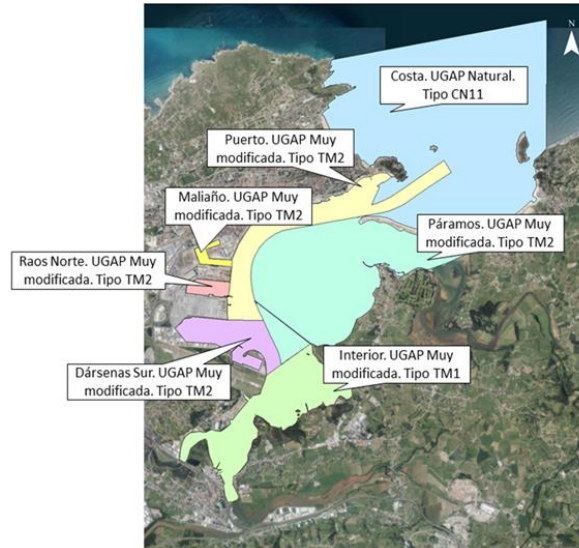 N
Costa. UGAP Natural.
Tipo CN11
Puerto. UGAP Muy
modificada. Tipo TM2
Maliaño. UGAP Muy
modificada. Tipo TM2
Páramos. UGAP Muy
modificada. Tipo TM2
Raos Norte. UGAP Muy
modificada. Tipo TM2
Interior. UGAP Muy
modificada. Tipo TM1
Dársenas Sur. UGAP Muy
modificada. Tipo TM2